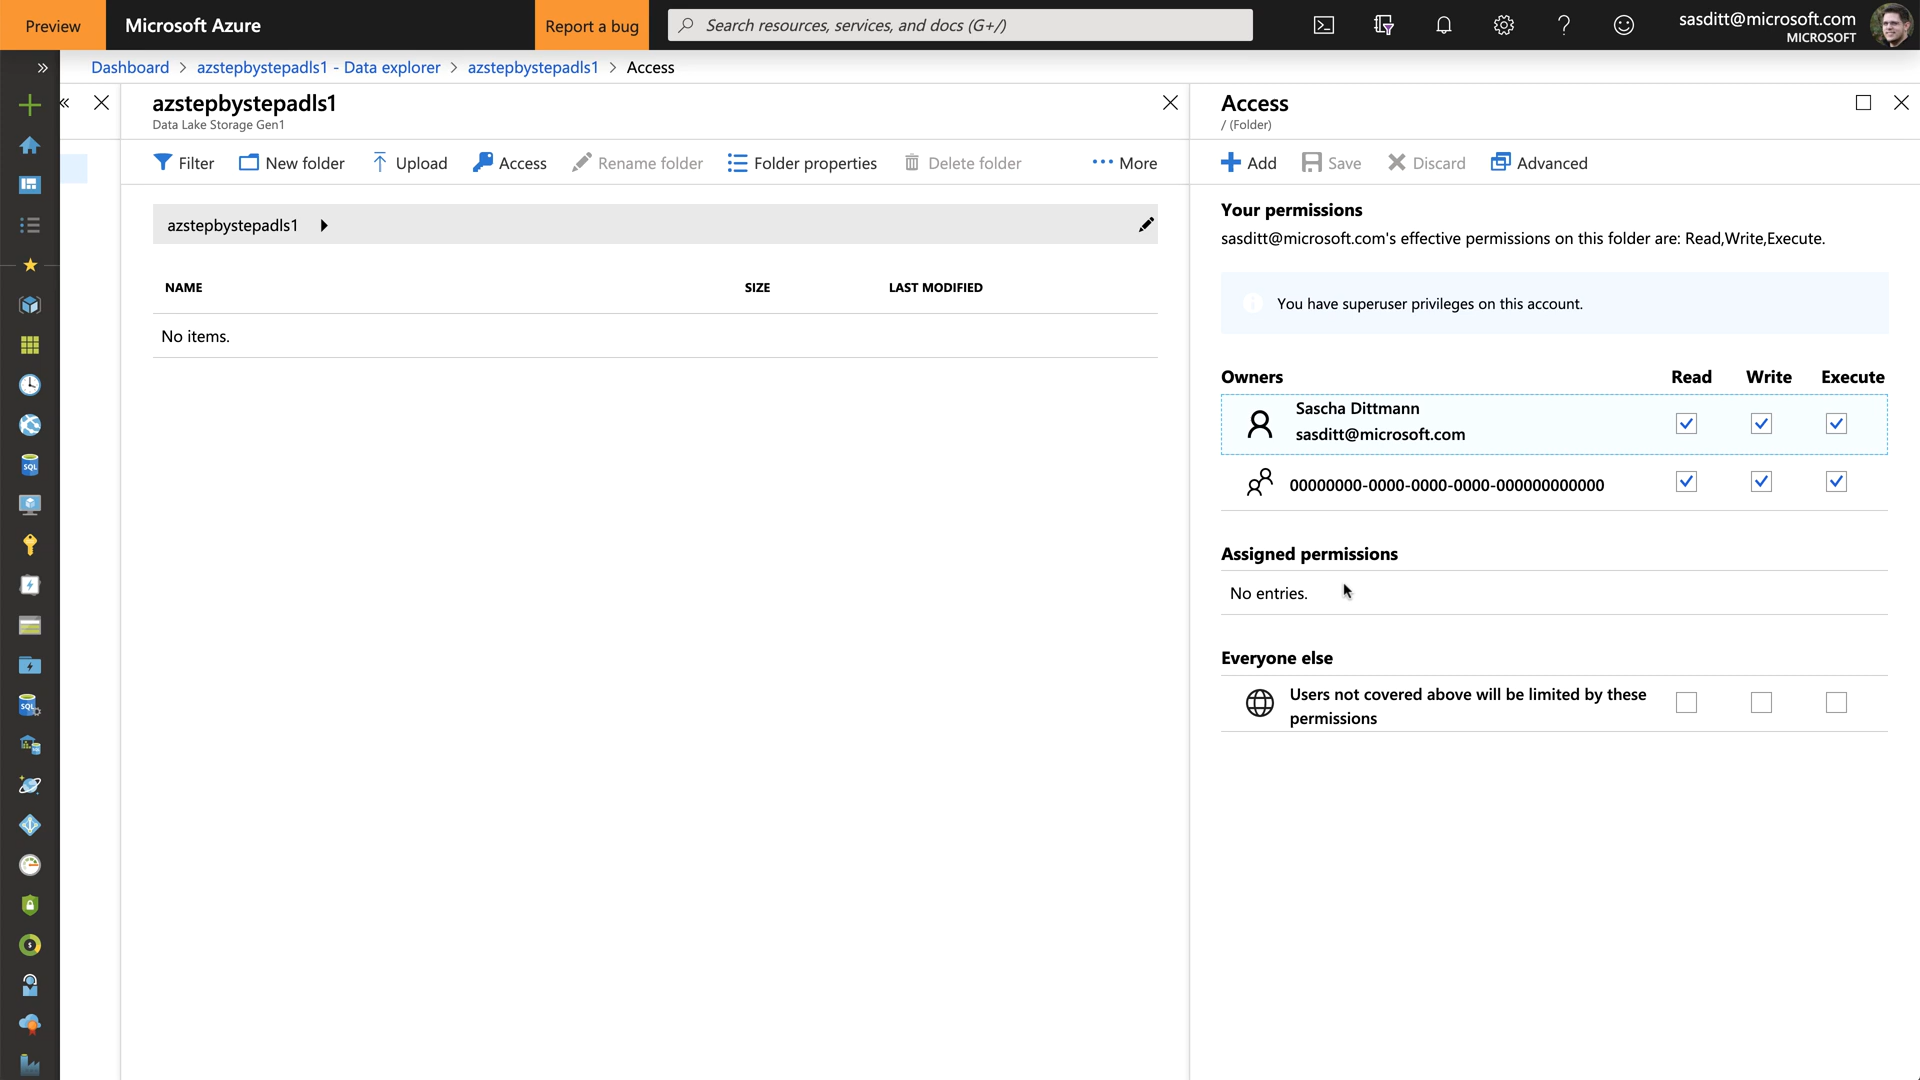 Preview
Microsoft Azure
Report a bug
Search resources, services, and docs (G+/)
sasditt@microsoft.com
MICROSOFT
Dashboard > azstepbystepadls1 - Data explorer > azstepbystepadls1 > Access
azstepbystepadls1
Data Lake Storage Gen1
Filter
New folder
Upload
Access
Rename folder
Folder properties
Delete folder
More
azstepbystepadls1
NAME SIZE LAST MODIFIED
No items.
Access
/ (Folder)
Add
Save
Discard
Advanced
Your permissions
sasditt@microsoft.com's effective permissions on this folder are: Read,Write,Execute.
You have superuser privileges on this account.
Owners Read Write Execute
Sascha Dittmann
sasditt@microsoft.com
00000000-0000-0000-0000-000000000000
Assigned permissions
No entries.
Everyone else
Users not covered above will be limited by these
permissions
SQL
SQL